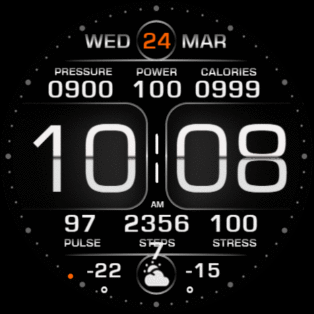 WED 24 MAR
PRESSURE POWER CALORIES
0900 100 0999
10:08
AM
97 2356 100
PULSE STEPS STRESS
7
-22 -15